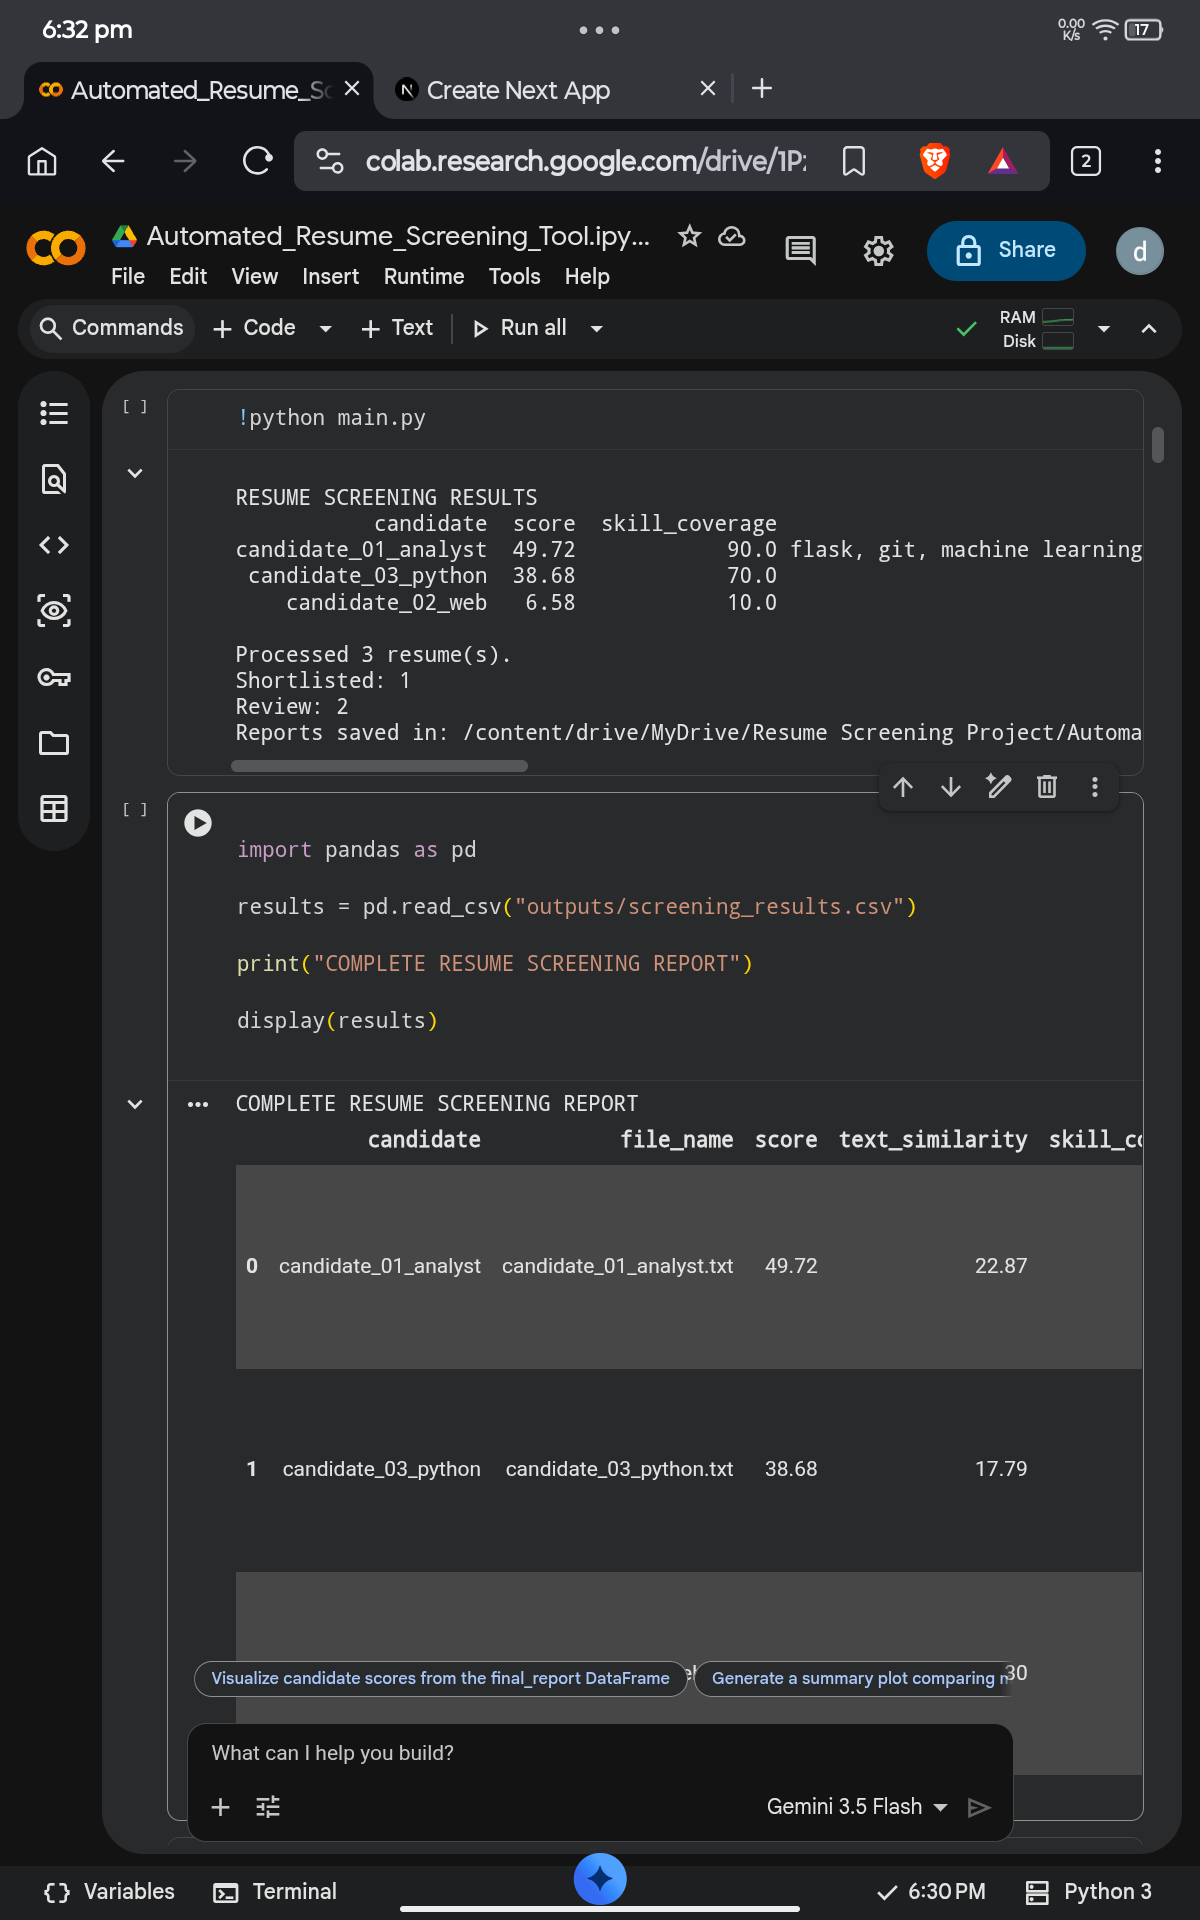 6:32 pm
0.00 K/s
17
Automated_Resume_Sc
Create Next App
colab.research.google.com/drive/1P
2
Automated_Resume_Screening_Tool.ipy...
File Edit View Insert Runtime Tools Help
Share
d
Commands + Code + Text Run all
RAM
Disk
[ ]
!python main.py
RESUME SCREENING RESULTS
candidate score skill_coverage
candidate_01_analyst 49.72 90.0 flask, git, machine learning
candidate_03_python 38.68 70.0
candidate_02_web 6.58 10.0
Processed 3 resume(s).
Shortlisted: 1
Review: 2
Reports saved in: /content/drive/MyDrive/Resume Screening Project/Automa
[ ]
import pandas as pd
results = pd.read_csv("outputs/screening_results.csv")
print("COMPLETE RESUME SCREENING REPORT")
display(results)
COMPLETE RESUME SCREENING REPORT
candidate file_name score text_similarity skill_co
0 candidate_01_analyst candidate_01_analyst.txt 49.72 22.87
1 candidate_03_python candidate_03_python.txt 38.68 17.79
30
Visualize candidate scores from the final_report DataFrame
Generate a summary plot comparing
What can I help you build?
Gemini 3.5 Flash
{} Variables Terminal 6:30 PM Python 3